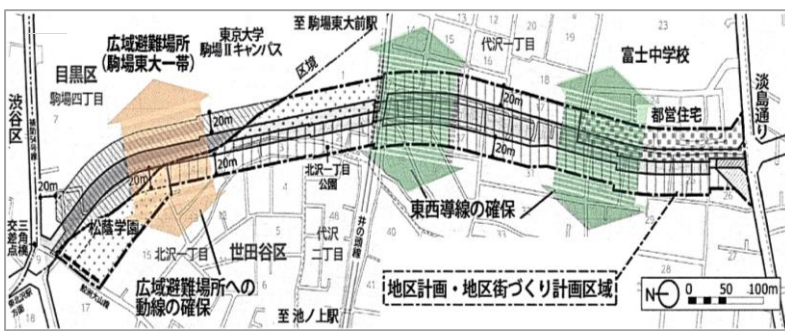 至 駒場東大前駅
東京大学
駒場Ⅱキャンパス
広域避難場所
(駒場東大一帯)
目黒区
駒場四丁目
渋谷区
区境
代沢一丁目
富士中学校
都営住宅
淡島通り
20m
20m
20m
20m
20m
20m
20m
北沢一丁目
公園
井の頭線
東西導線の確保
松蔭学園
三角橋
交差点
北沢一丁目
世田谷区
代沢
二丁目
広域避難場所への
動線の確保
至 池ノ上駅
地区計画・地区街づくり計画区域
N
0 50 100m